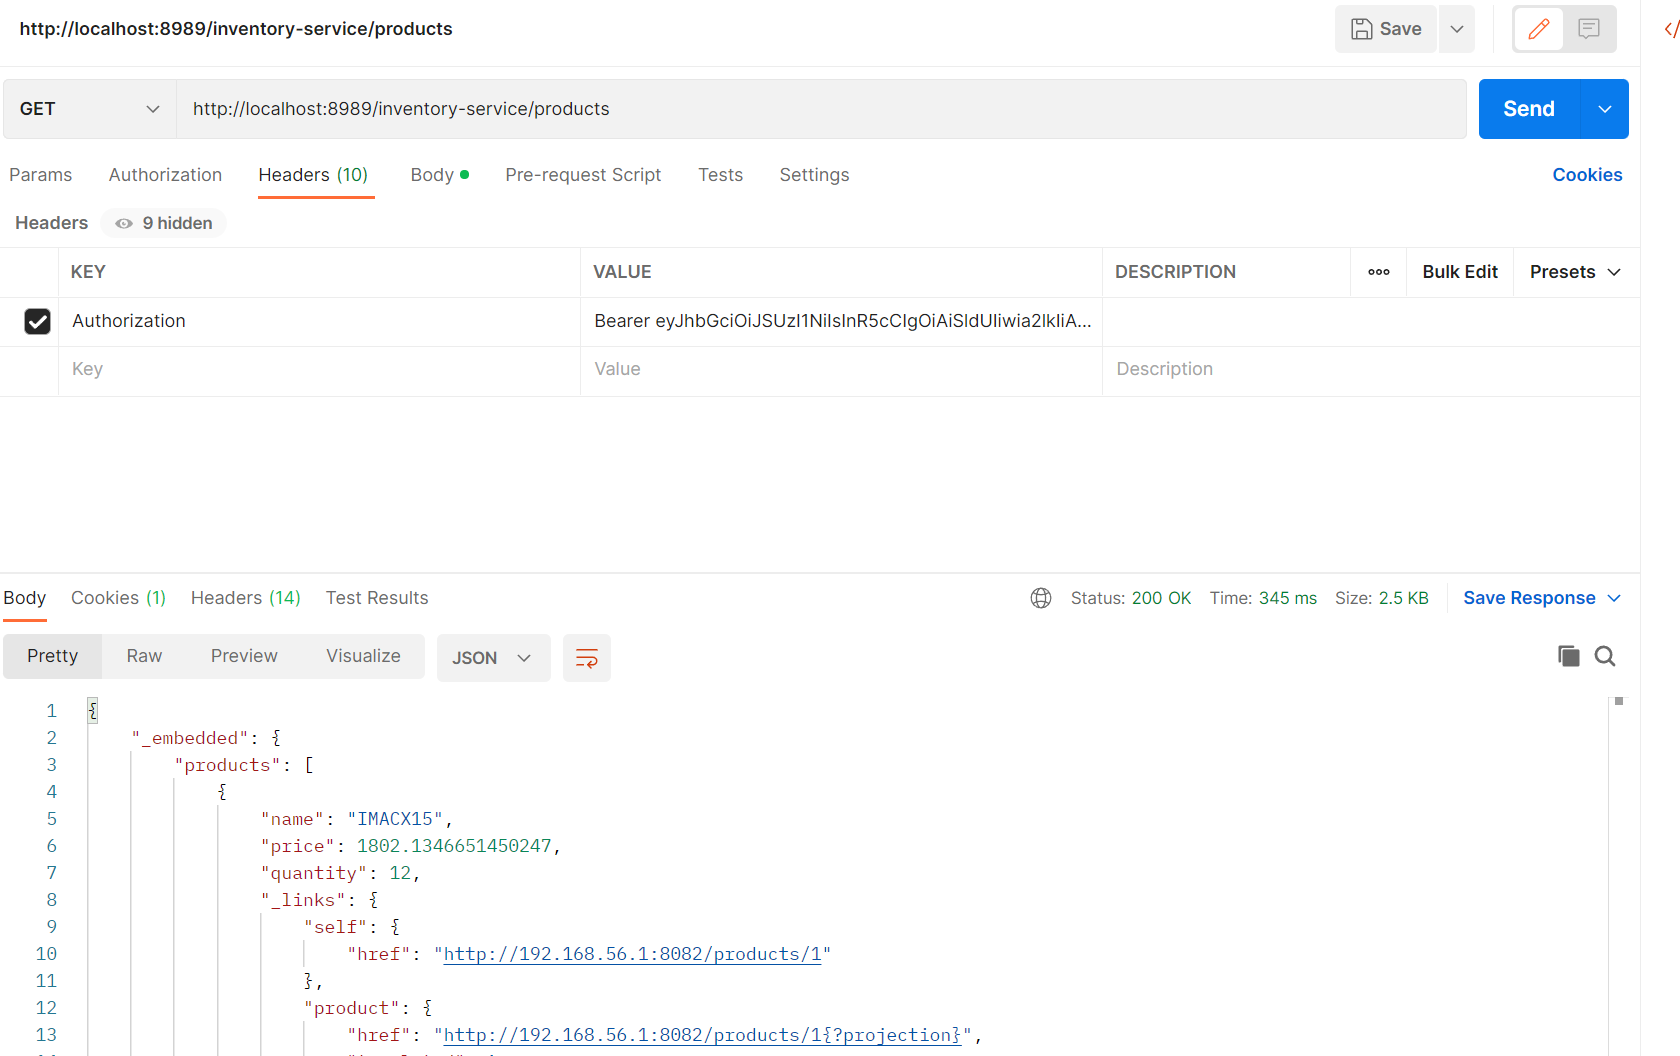 http://localhost:8989/inventory-service/products
Save
GET
http://localhost:8989/inventory-service/products
Send
Params Authorization Headers (10) Body Pre-request Script Tests Settings Cookies
Headers 9 hidden
KEY VALUE DESCRIPTION ooo Bulk Edit Presets
Authorization Bearer eyJhbGciOiJSUzI1NiIsInR5cCIgOiAiSldUIiwia2lkIiA...
Key Value Description
Body Cookies (1) Headers (14) Test Results Status: 200 OK Time: 345 ms Size: 2.5 KB Save Response
Pretty Raw Preview Visualize JSON
1 {
2 "_embedded": {
3 "products": [
4 {
5 "name": "IMACX15",
6 "price": 1802.1346651450247,
7 "quantity": 12,
8 "_links": {
9 "self": {
10 "href": "http://192.168.56.1:8082/products/1"
11 },
12 "product": {
13 "href": "http://192.168.56.1:8082/products/1{?projection}",